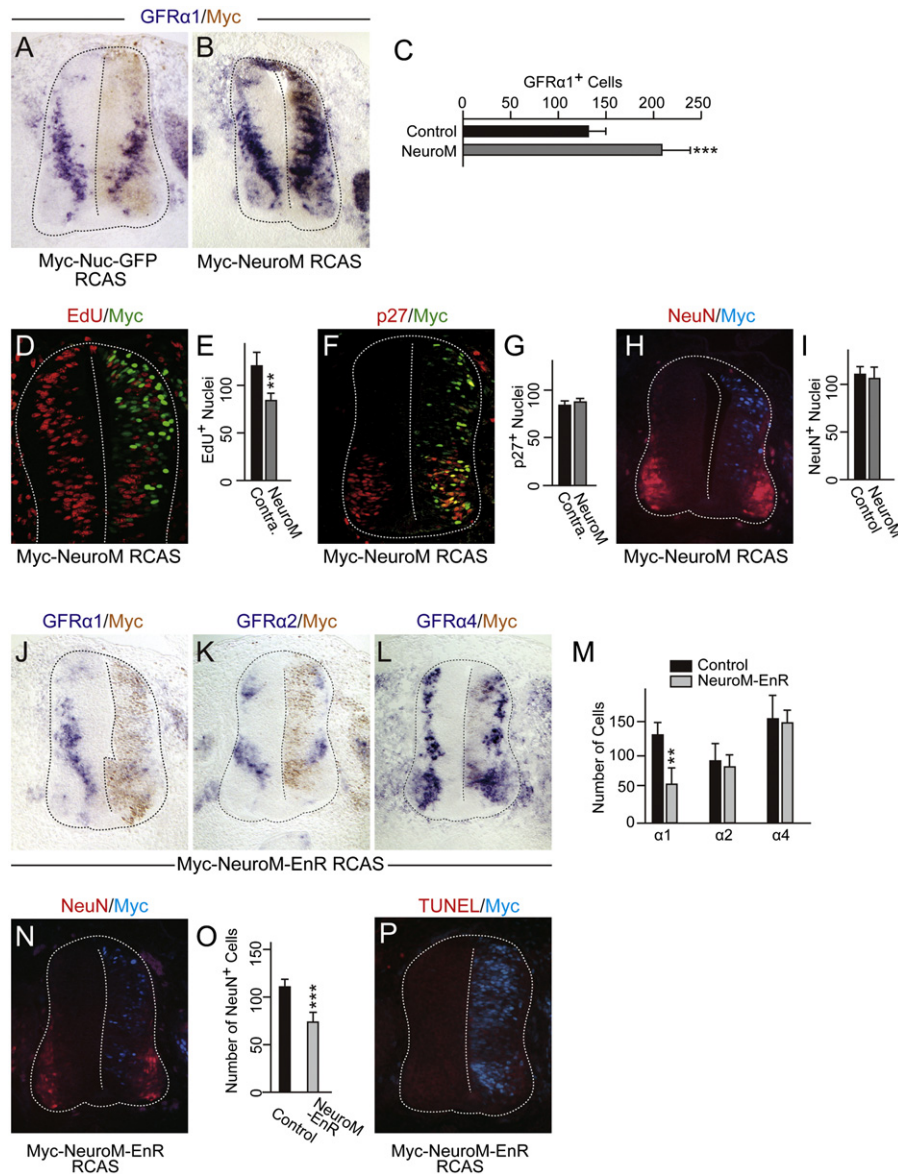 GFRα1/Myc
A
B
C
GFRα1+ Cells
0 50 100 150 200 250
Control
NeuroM
***
Myc-Nuc-GFP
RCAS
Myc-NeuroM RCAS
EdU/Myc
p27/Myc
NeuN/Myc
D
E
EdU+ Nuclei
0
50
100
**
NeuroM
Contra.
F
G
p27+ Nuclei
0
50
100
NeuroM
Contra.
H
I
NeuN+ Nuclei
0
50
100
NeuroM
Control
Myc-NeuroM RCAS
Myc-NeuroM RCAS
Myc-NeuroM RCAS
GFRα1/Myc
GFRα2/Myc
GFRα4/Myc
J
K
L
M
Control
NeuroM-EnR
Number of Cells
150
100
50
0
**
α1 α2 α4
Myc-NeuroM-EnR RCAS
NeuN/Myc
TUNEL/Myc
N
O
Number of NeuN+ Cells
0
50
100
150
***
Control
NeuroM
-EnR
P
Myc-NeuroM-EnR
RCAS
Myc-NeuroM-EnR
RCAS